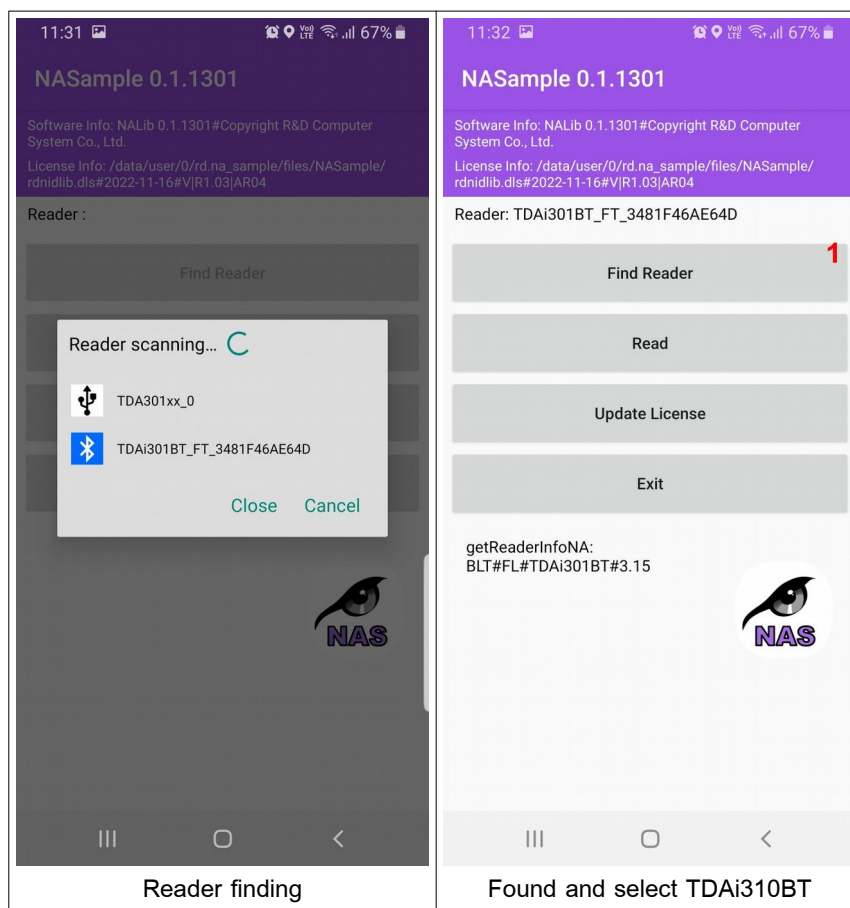 11:31
Vo))
LTE
67%
NASample 0.1.1301
Software Info: NALib 0.1.1301#Copyright R&D Computer
System Co., Ltd.
License Info: /data/user/0/rd.na_sample/files/NASample/
rdnidlib.dls#2022-11-16#V|R1.03|AR04
Reader :
Find Reader
Reader scanning...
TDA301xx_0
TDAi301BT_FT_3481F46AE64D
Close Cancel
NAS
Reader finding
11:32
Vo))
LTE
67%
NASample 0.1.1301
Software Info: NALib 0.1.1301#Copyright R&D Computer
System Co., Ltd.
License Info: /data/user/0/rd.na_sample/files/NASample/
rdnidlib.dls#2022-11-16#V|R1.03|AR04
Reader: TDAi301BT_FT_3481F46AE64D
1
Find Reader
Read
Update License
Exit
getReaderInfoNA:
BLT#FL#TDAi301BT#3.15
NAS
Found and select TDAi310BT